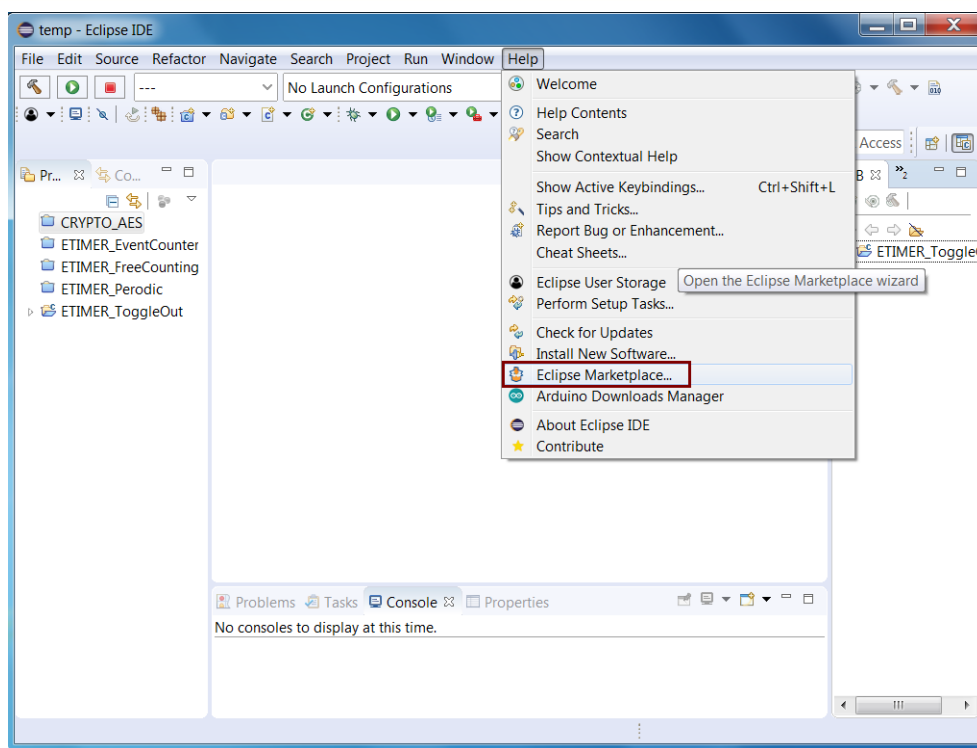 temp - Eclipse IDE
File Edit Source Refactor Navigate Search Project Run Window Help
--- No Launch Configurations
Welcome
Help Contents
Search
Show Contextual Help
Show Active Keybindings... Ctrl+Shift+L
Tips and Tricks...
Report Bug or Enhancement...
Cheat Sheets...
Eclipse User Storage
Open the Eclipse Marketplace wizard
Perform Setup Tasks...
Check for Updates
Install New Software...
Eclipse Marketplace...
Arduino Downloads Manager
About Eclipse IDE
Contribute
010
Access
Pr... Co...
CRYPTO_AES
ETIMER_EventCounter
ETIMER_FreeCounting
ETIMER_Perodic
ETIMER_ToggleOut
B »2
ETIMER_Toggle
Problems Tasks Console Properties
No consoles to display at this time.